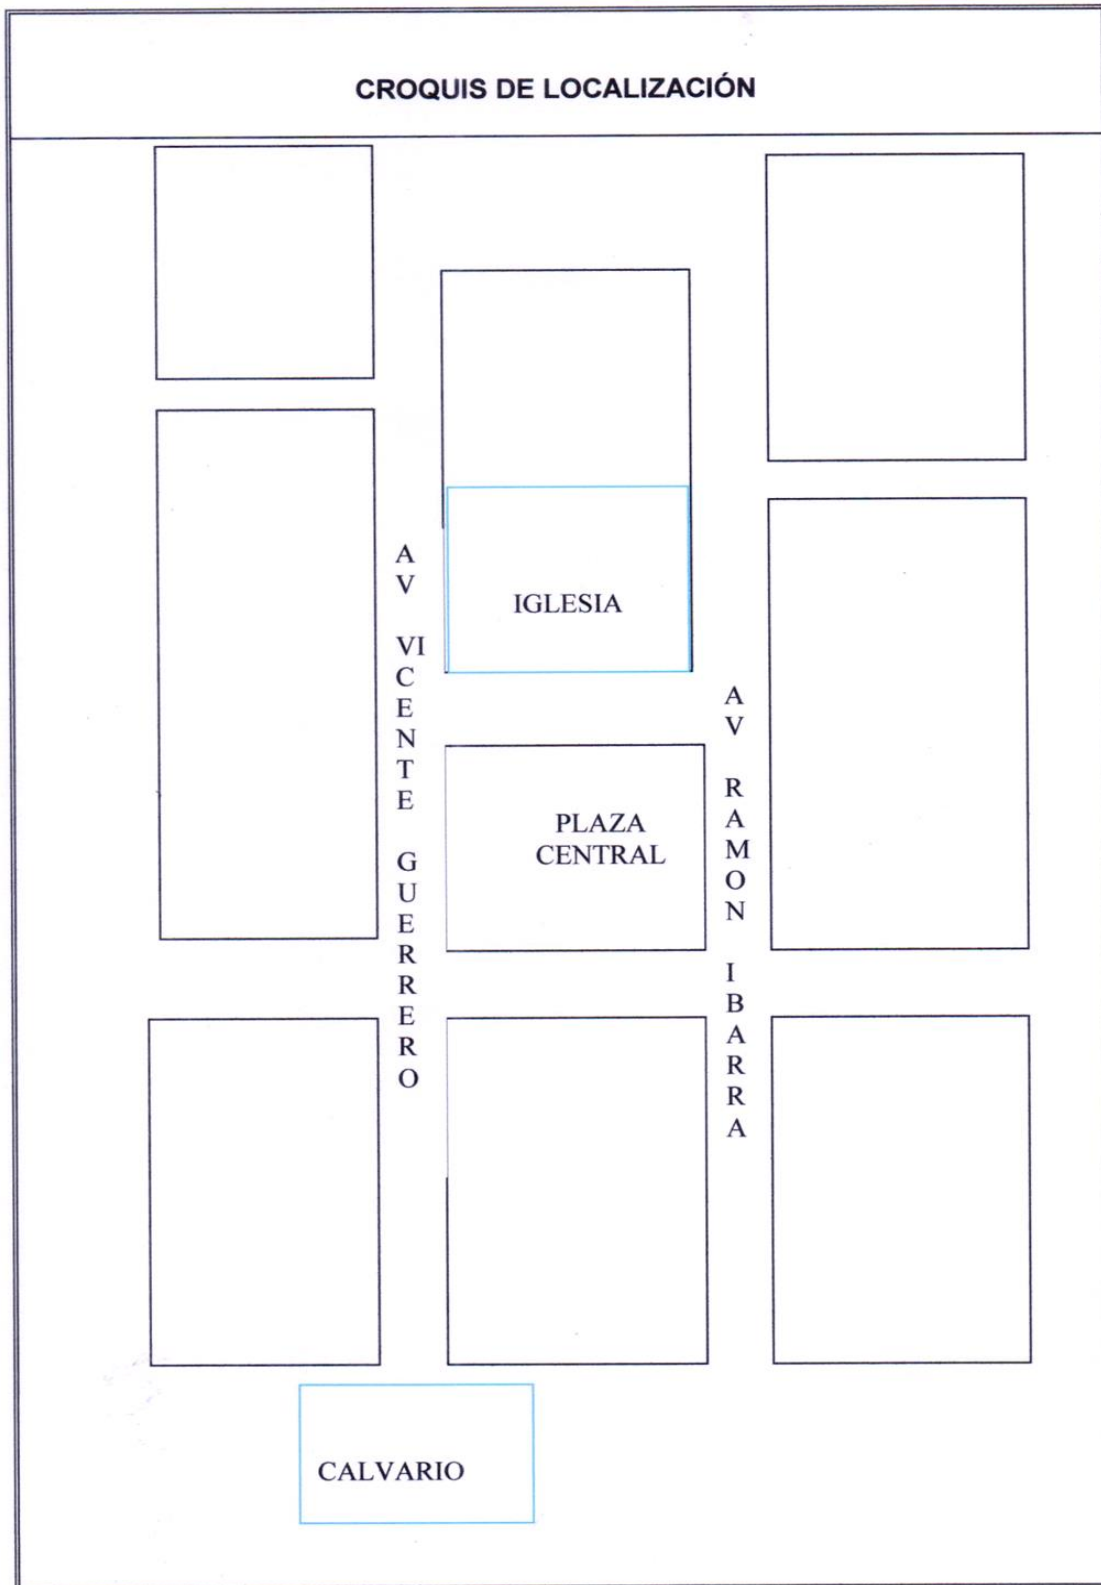 CROQUIS DE LOCALIZACIÓN
IGLESIA
AV VICENTE GUERRERO
PLAZA
CENTRAL
AV RAMON IBARRA
CALVARIO